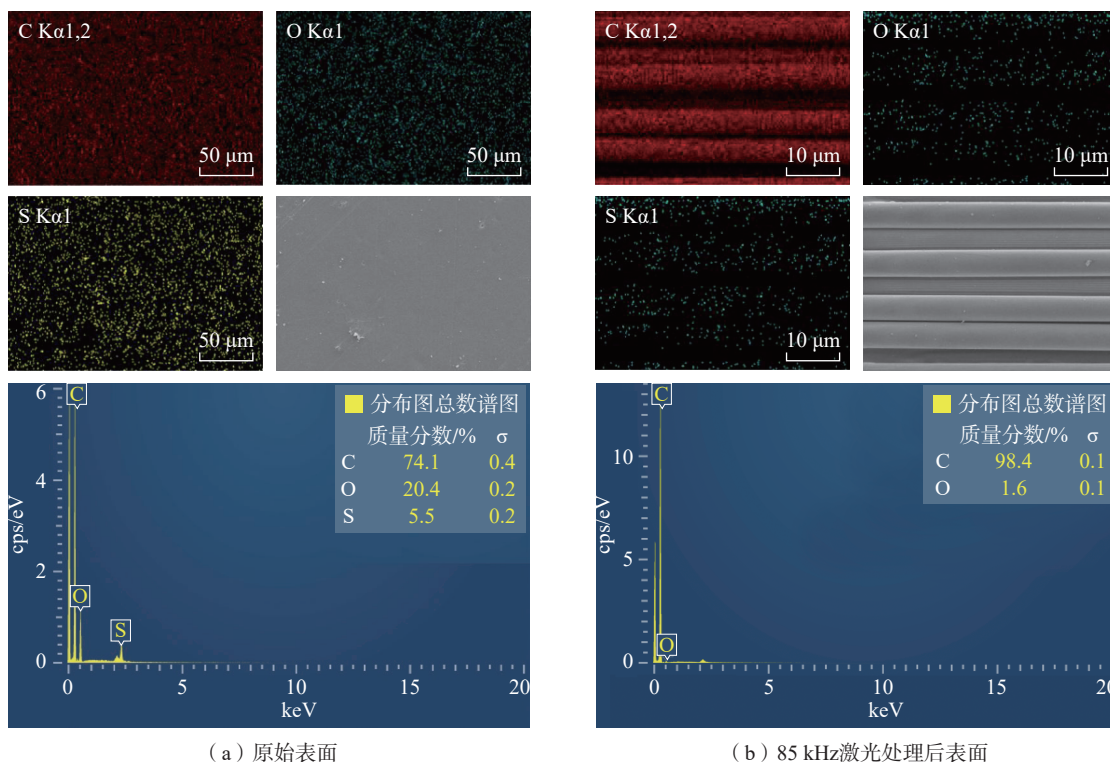 C Kα1,2
50 μm
O Kα1
50 μm
S Kα1
50 μm
6
4
2
0
cps/eV
C
O
S
分布图总数谱图
质量分数/% σ
C 74.1 0.4
O 20.4 0.2
S 5.5 0.2
0 5 10 15 20
keV
（a）原始表面
C Kα1,2
10 μm
O Kα1
10 μm
S Kα1
10 μm
10
5
0
cps/eV
C
O
分布图总数谱图
质量分数/% σ
C 98.4 0.1
O 1.6 0.1
0 5 10 15 20
keV
（b）85 kHz激光处理后表面